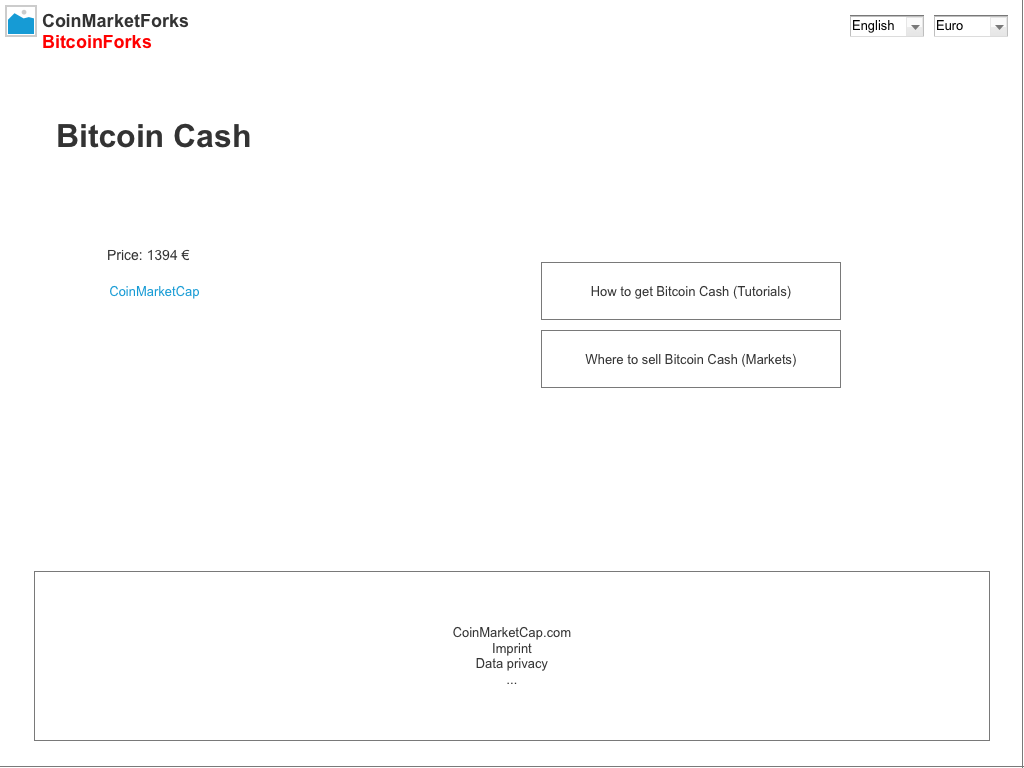 CoinMarketForks
BitcoinForks
English
Euro
Bitcoin Cash
Price: 1394 €
CoinMarketCap
How to get Bitcoin Cash (Tutorials)
Where to sell Bitcoin Cash (Markets)
CoinMarketCap.com
Imprint
Data privacy
...